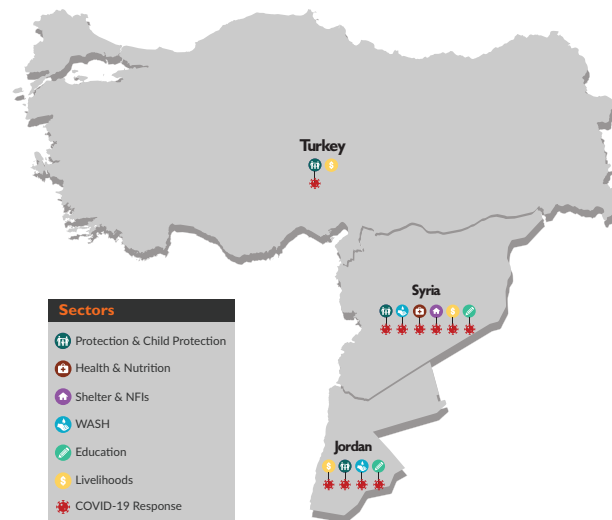 Turkey
Syria
Sectors
Protection & Child Protection
Health & Nutrition
Shelter & NFIs
WASH
Education
Livelihoods
COVID-19 Response
Jordan